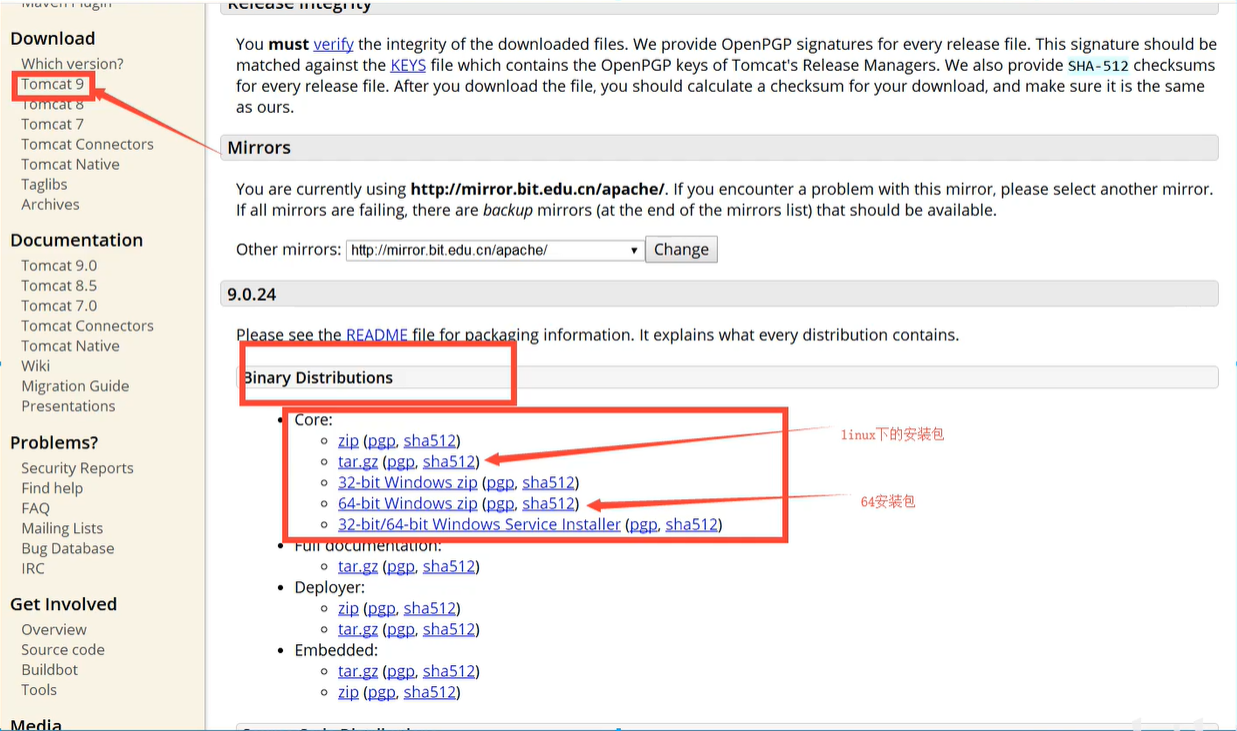 Maven Plugin
Download
Which version?
Tomcat 9
Tomcat 8
Tomcat 7
Tomcat Connectors
Tomcat Native
Taglibs
Archives
Documentation
Tomcat 9.0
Tomcat 8.5
Tomcat 7.0
Tomcat Connectors
Tomcat Native
Wiki
Migration Guide
Presentations
Problems?
Security Reports
Find help
FAQ
Mailing Lists
Bug Database
IRC
Get Involved
Overview
Source code
Buildbot
Tools
Media
Release Integrity
You must verify the integrity of the downloaded files. We provide OpenPGP signatures for every release file. This signature should be
matched against the KEYS file which contains the OpenPGP keys of Tomcat's Release Managers. We also provide SHA-512 checksums
for every release file. After you download the file, you should calculate a checksum for your download, and make sure it is the same
as ours.
Mirrors
You are currently using http://mirror.bit.edu.cn/apache/. If you encounter a problem with this mirror, please select another mirror.
If all mirrors are failing, there are backup mirrors (at the end of the mirrors list) that should be available.
Other mirrors: http://mirror.bit.edu.cn/apache/ Change
9.0.24
Please see the README file for packaging information. It explains what every distribution contains.
Binary Distributions
Core:
zip (pgp, sha512)
tar.gz (pgp, sha512)
linux下的安装包
32-bit Windows zip (pgp, sha512)
64-bit Windows zip (pgp, sha512)
64安装包
32-bit/64-bit Windows Service Installer (pgp, sha512)
Full documentation:
tar.gz (pgp, sha512)
Deployer:
zip (pgp, sha512)
tar.gz (pgp, sha512)
Embedded:
tar.gz (pgp, sha512)
zip (pgp, sha512)